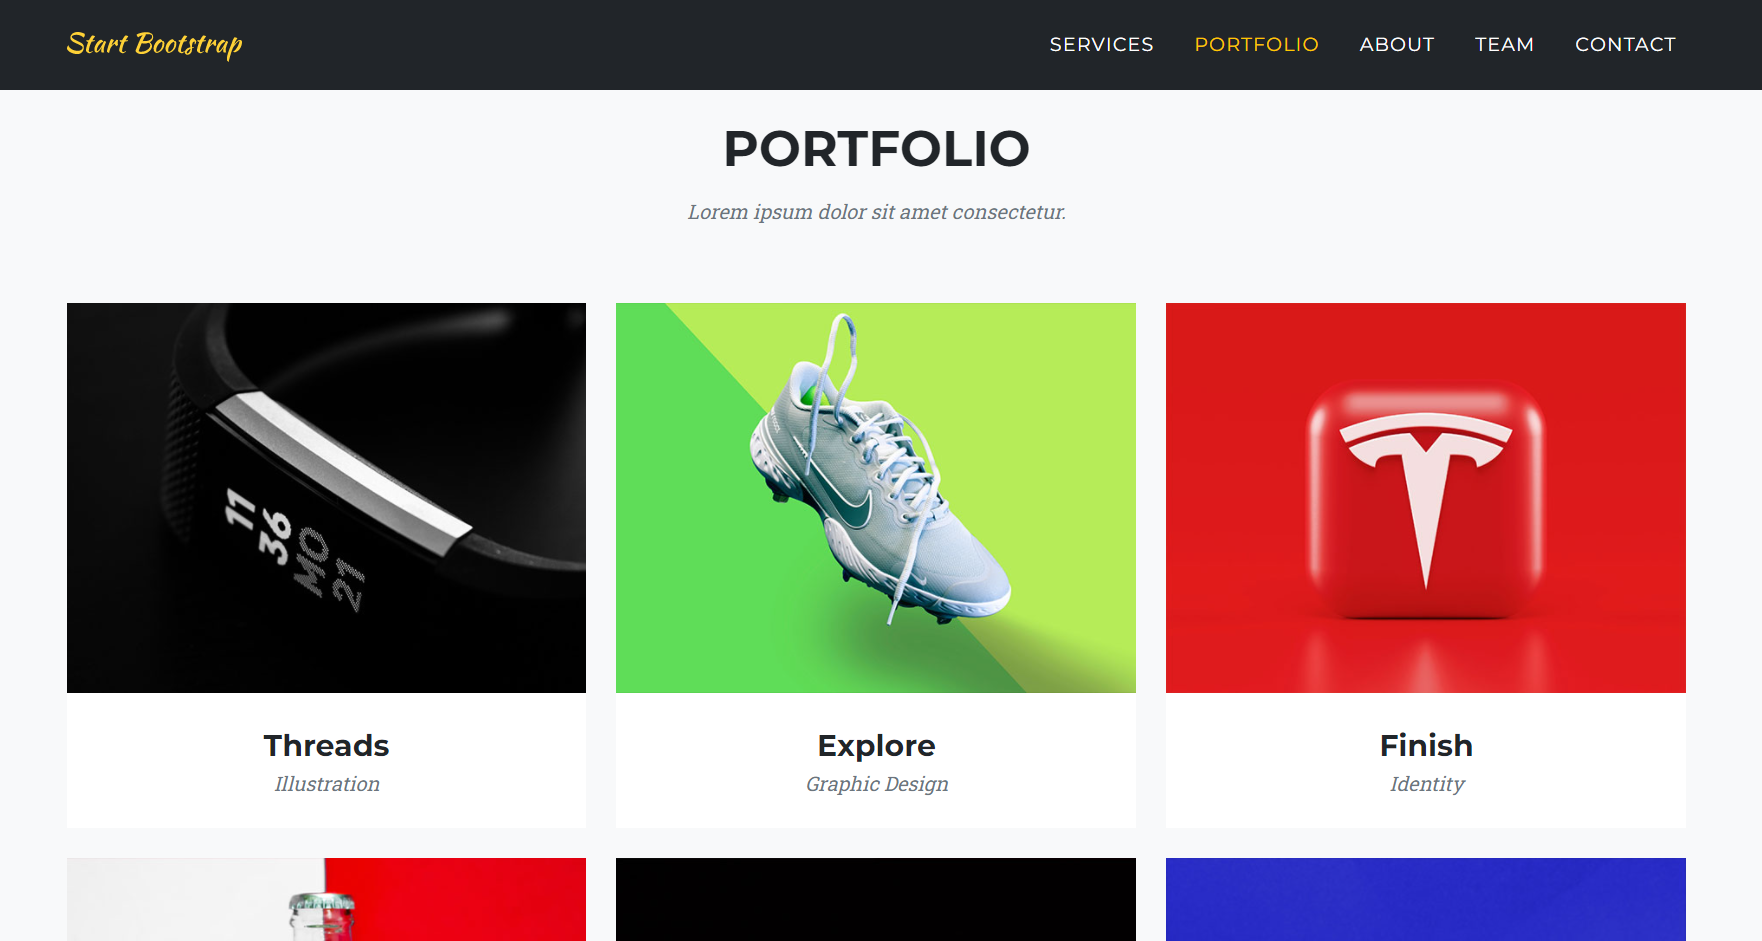 Start Bootstrap
SERVICES PORTFOLIO ABOUT TEAM CONTACT
PORTFOLIO
Lorem ipsum dolor sit amet consectetur.
11
36
MO
21
Threads
Illustration
Explore
Graphic Design
Finish
Identity